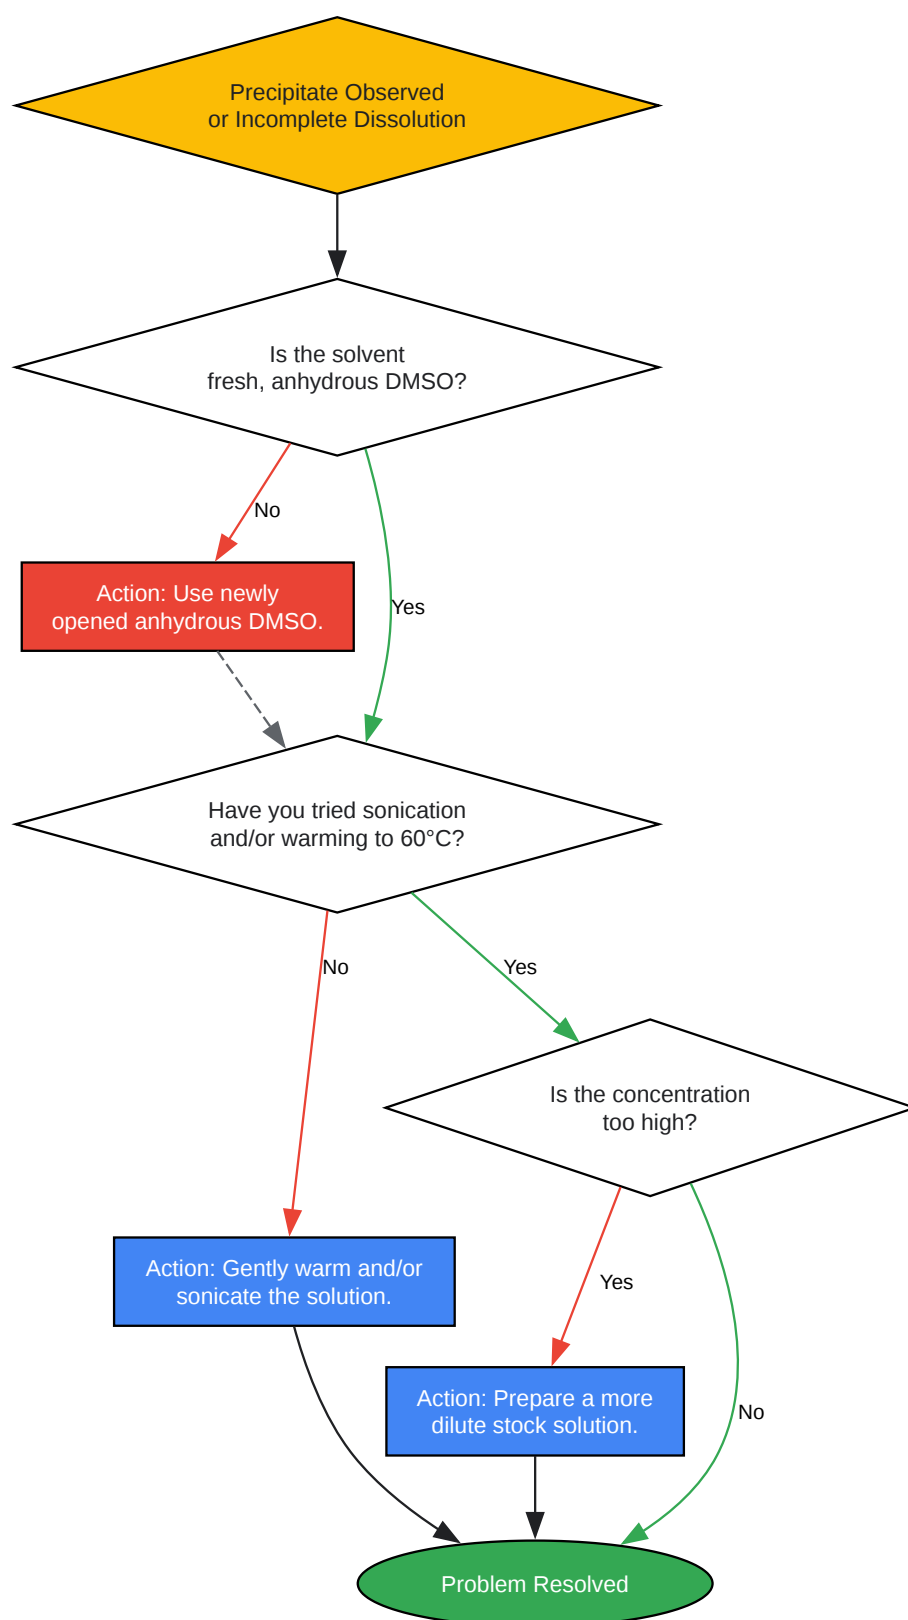 Precipitate Observed
or Incomplete Dissolution
Is the solvent
fresh, anhydrous DMSO?
No
Action: Use newly
opened anhydrous DMSO.
Yes
Have you tried sonication
and/or warming to 60°C?
No
Yes
Is the concentration
too high?
Action: Gently warm and/or
sonicate the solution.
Yes
Action: Prepare a more
dilute stock solution.
No
Problem Resolved